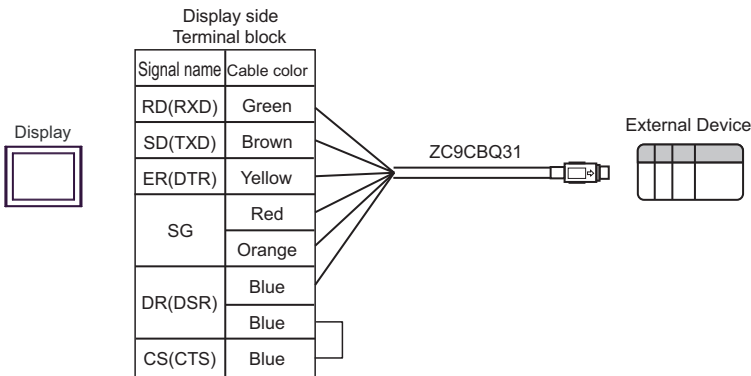 Display side
Terminal block
Signal name Cable color
RD(RXD) Green
SD(TXD) Brown
ER(DTR) Yellow
SG Red
Orange
DR(DSR) Blue
Blue
CS(CTS) Blue
Display
ZC9CBQ31
External Device